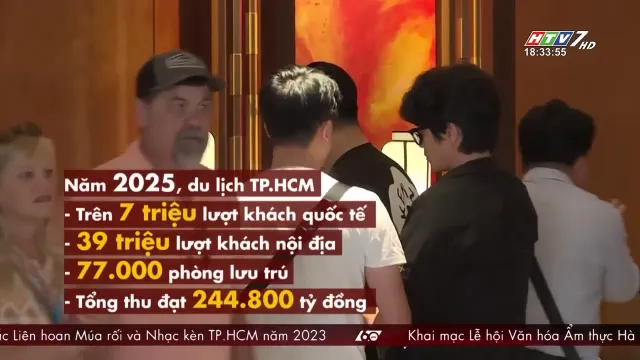 HTV7 HD
18:33:55
Năm 2025, du lịch TP.HCM
- Trên 7 triệu lượt khách quốc tế
- 39 triệu lượt khách nội địa
- 77.000 phòng lưu trú
- Tổng thu đạt 244.800 tỷ đồng
ác Liên hoan Múa rối và Nhạc kèn TP.HCM năm 2023 60 Khai mạc Lễ hội Văn hóa Ẩm thực Hà